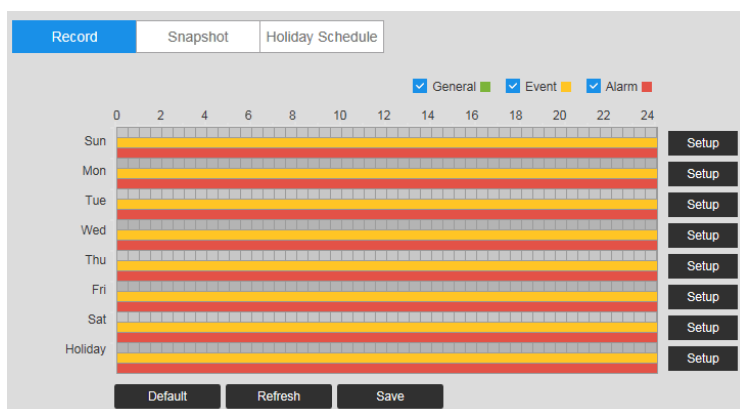 Record Snapshot Holiday Schedule
General Event Alarm
0 2 4 6 8 10 12 14 16 18 20 22 24
Sun Setup
Mon Setup
Tue Setup
Wed Setup
Thu Setup
Fri Setup
Sat Setup
Holiday Setup
Default Refresh Save